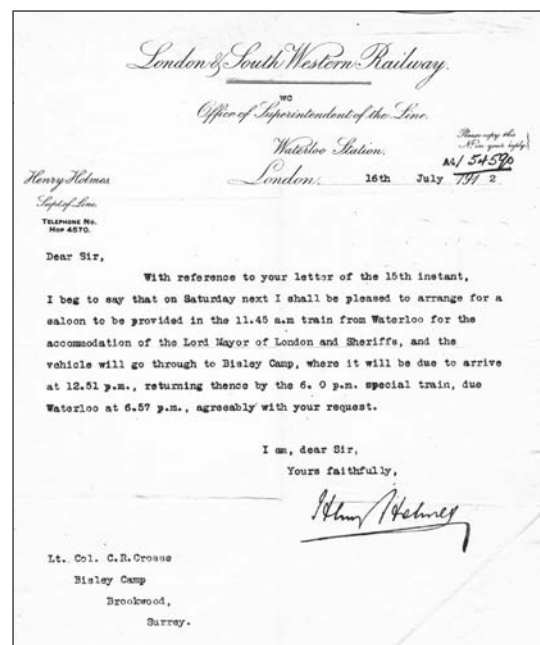 London & South Western Railway.
WC
Office of Superintendent of the Line.
Waterloo Station.
Please copy this
No in your reply
A4/54590
London, 16th July 1912
Henry Holmes
Supt. of Line.
TELEPHONE NO.
HOP 4570.
Dear Sir,
With reference to your letter of the 15th instant,
I beg to say that on Saturday next I shall be pleased to arrange for a
saloon to be provided in the 11.45 a.m train from Waterloo for the
accommodation of the Lord Mayor of London and Sheriffs, and the
vehicle will go through to Bisley Camp, where it will be due to arrive
at 12.51 p.m., returning thence by the 6. 0 p.m. special train, due
Waterloo at 6.57 p.m., agreeably with your request.
I am, dear Sir,
Yours faithfully,
Henry Holmes
Lt. Col. C.R.Crosse
Bisley Camp
Brookwood,
Surrey.